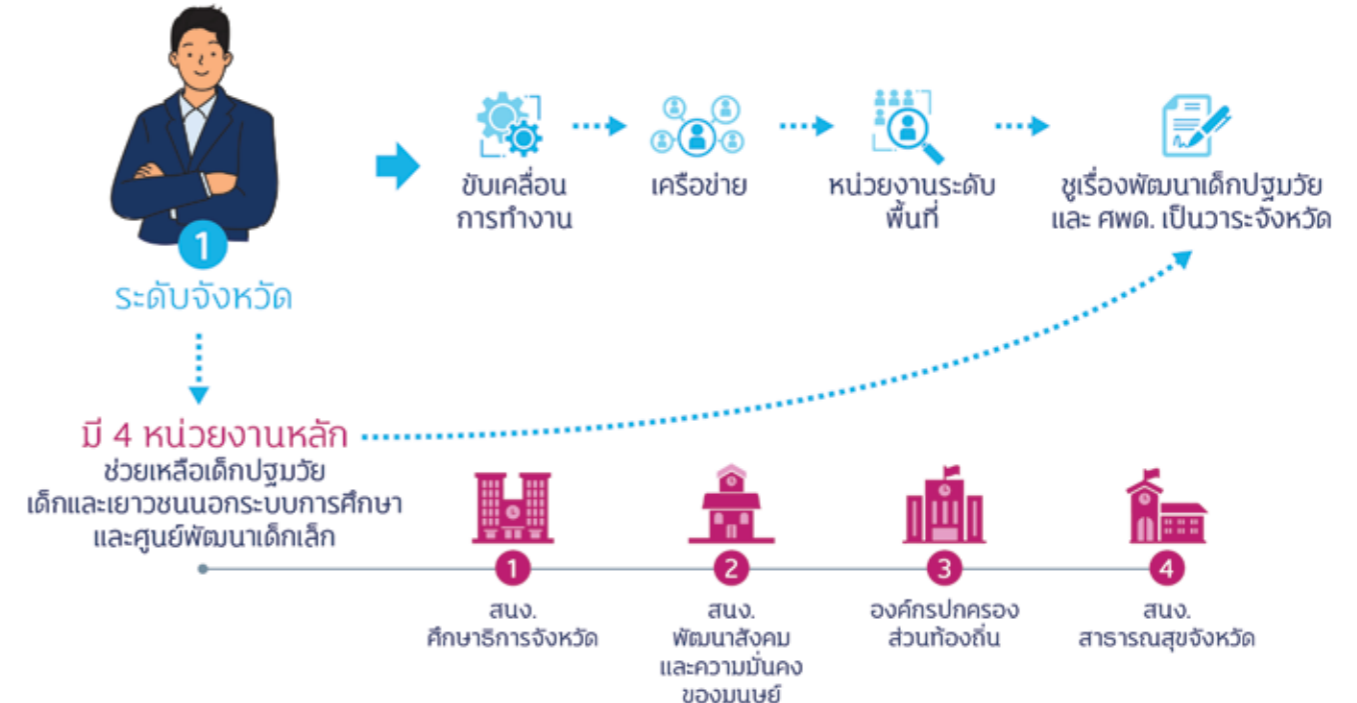 ขับเคลื่อน
การทำงาน
เครือข่าย
หน่วยงานระดับ
พื้นที่
ชูเรื่องพัฒนาเด็กปฐมวัย
และ ศพด. เป็นวาระจังหวัด
1
ระดับจังหวัด
มี 4 หน่วยงานหลัก
ช่วยเหลือเด็กปฐมวัย
เด็กและเยาวชนนอกระบบการศึกษา
และศูนย์พัฒนาเด็กเล็ก
1
สนง.
ศึกษาธิการจังหวัด
2
สนง.
พัฒนาสังคม
และความมั่นคง
ของมนุษย์
3
องค์กรปกครอง
ส่วนท้องถิ่น
4
สนง.
สาธารณสุขจังหวัด